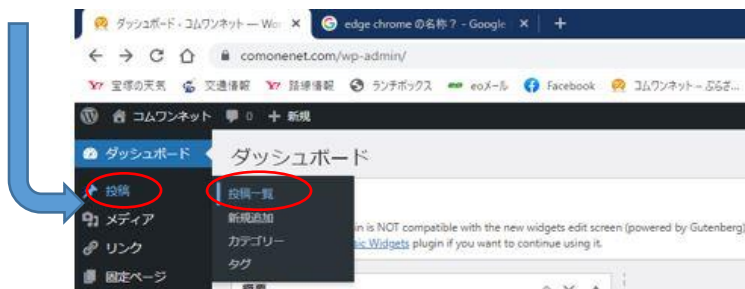 ダッシュボード ‹ コムワンネット — Wo
edge chrome の名称? - Google
comonenet.com/wp-admin/
宝塚の天気
交通情報
路線情報
ランチボックス
eoメール
Facebook
コムワンネット – ぶらざ...
コムワンネット
0
新規
ダッシュボード
ダッシュボード
投稿
投稿一覧
メディア
新規追加
in is NOT compatible with the new widgets edit screen (powered by Gutenberg)
リンク
カテゴリー
sic Widgets plugin if you want to continue using it.
タグ
固定ページ
概要